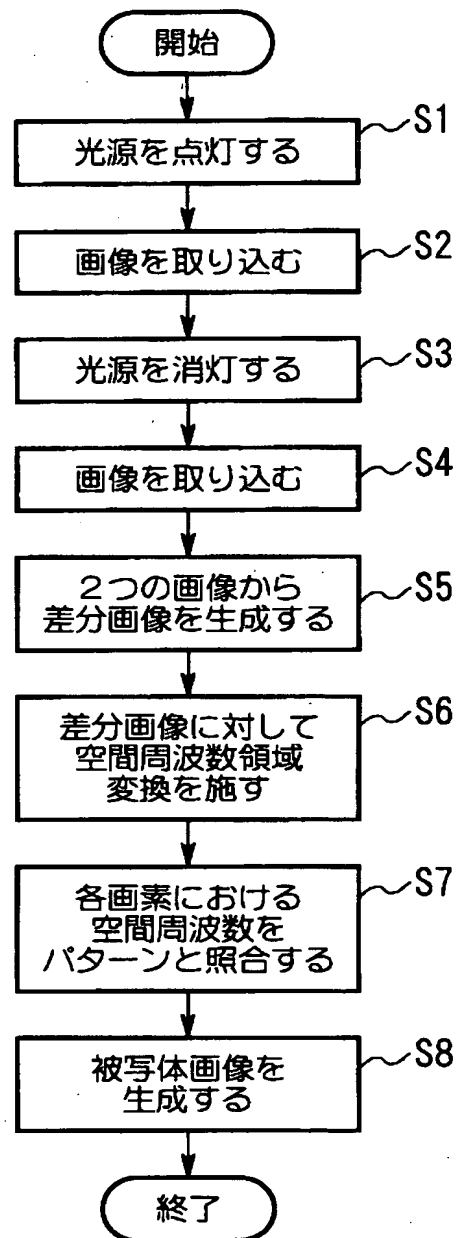 開始
S1
光源を点灯する
S2
画像を取り込む
S3
光源を消灯する
S4
画像を取り込む
S5
２つの画像から
差分画像を生成する
S6
差分画像に対して
空間周波数領域
変換を施す
S7
各画素における
空間周波数を
パターンと照合する
S8
被写体画像を
生成する
終了